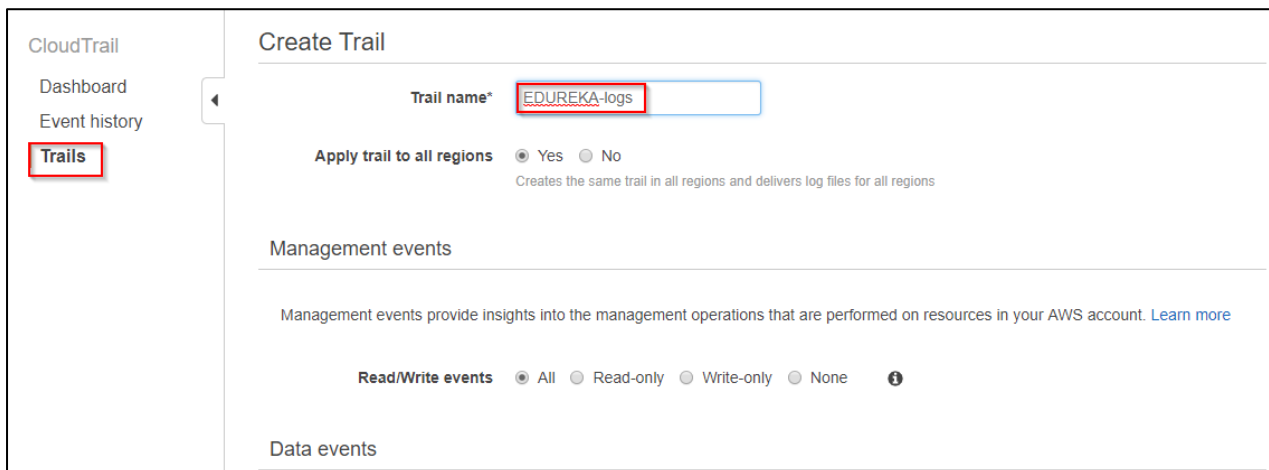 CloudTrail
Dashboard
Event history
Trails
Create Trail
Trail name* EDUREKA-logs
Apply trail to all regions Yes No
Creates the same trail in all regions and delivers log files for all regions
Management events
Management events provide insights into the management operations that are performed on resources in your AWS account. Learn more
Read/Write events All Read-only Write-only None
Data events